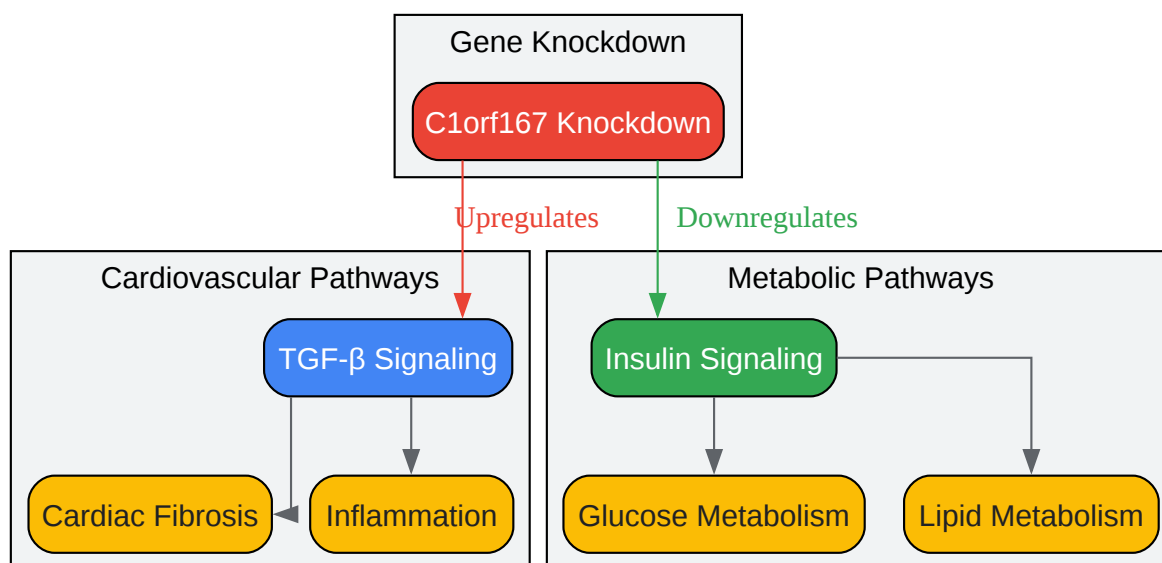 Gene Knockdown
C1orf167 Knockdown
Upregulates
Downregulates
Cardiovascular Pathways
Metabolic Pathways
TGF-β Signaling
Insulin Signaling
Cardiac Fibrosis
Inflammation
Glucose Metabolism
Lipid Metabolism